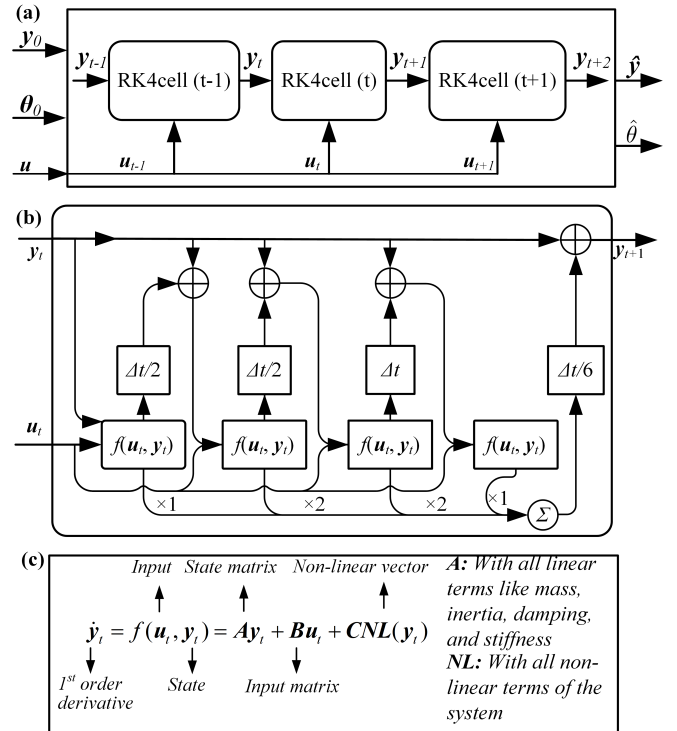 (a)
y0
yt-1
RK4cell (t-1)
yt
RK4cell (t)
yt+1
RK4cell (t+1)
yt+2
ŷ
θ0
θ̂
u
ut-1
ut
ut+1
(b)
yt
yt+1
Δt/2
Δt/2
Δt
Δt/6
ut
f(ut, yt)
f(ut, yt)
f(ut, yt)
f(ut, yt)
×1
×2
×2
×1
Σ
(c)
Input
State matrix
Non-linear vector
ẏt = f(ut, yt) = Ayt + But + CNL(yt)
1st order
derivative
State
Input matrix
A: With all linear
terms like mass,
inertia, damping,
and stiffness
NL: With all non-
linear terms of the
system